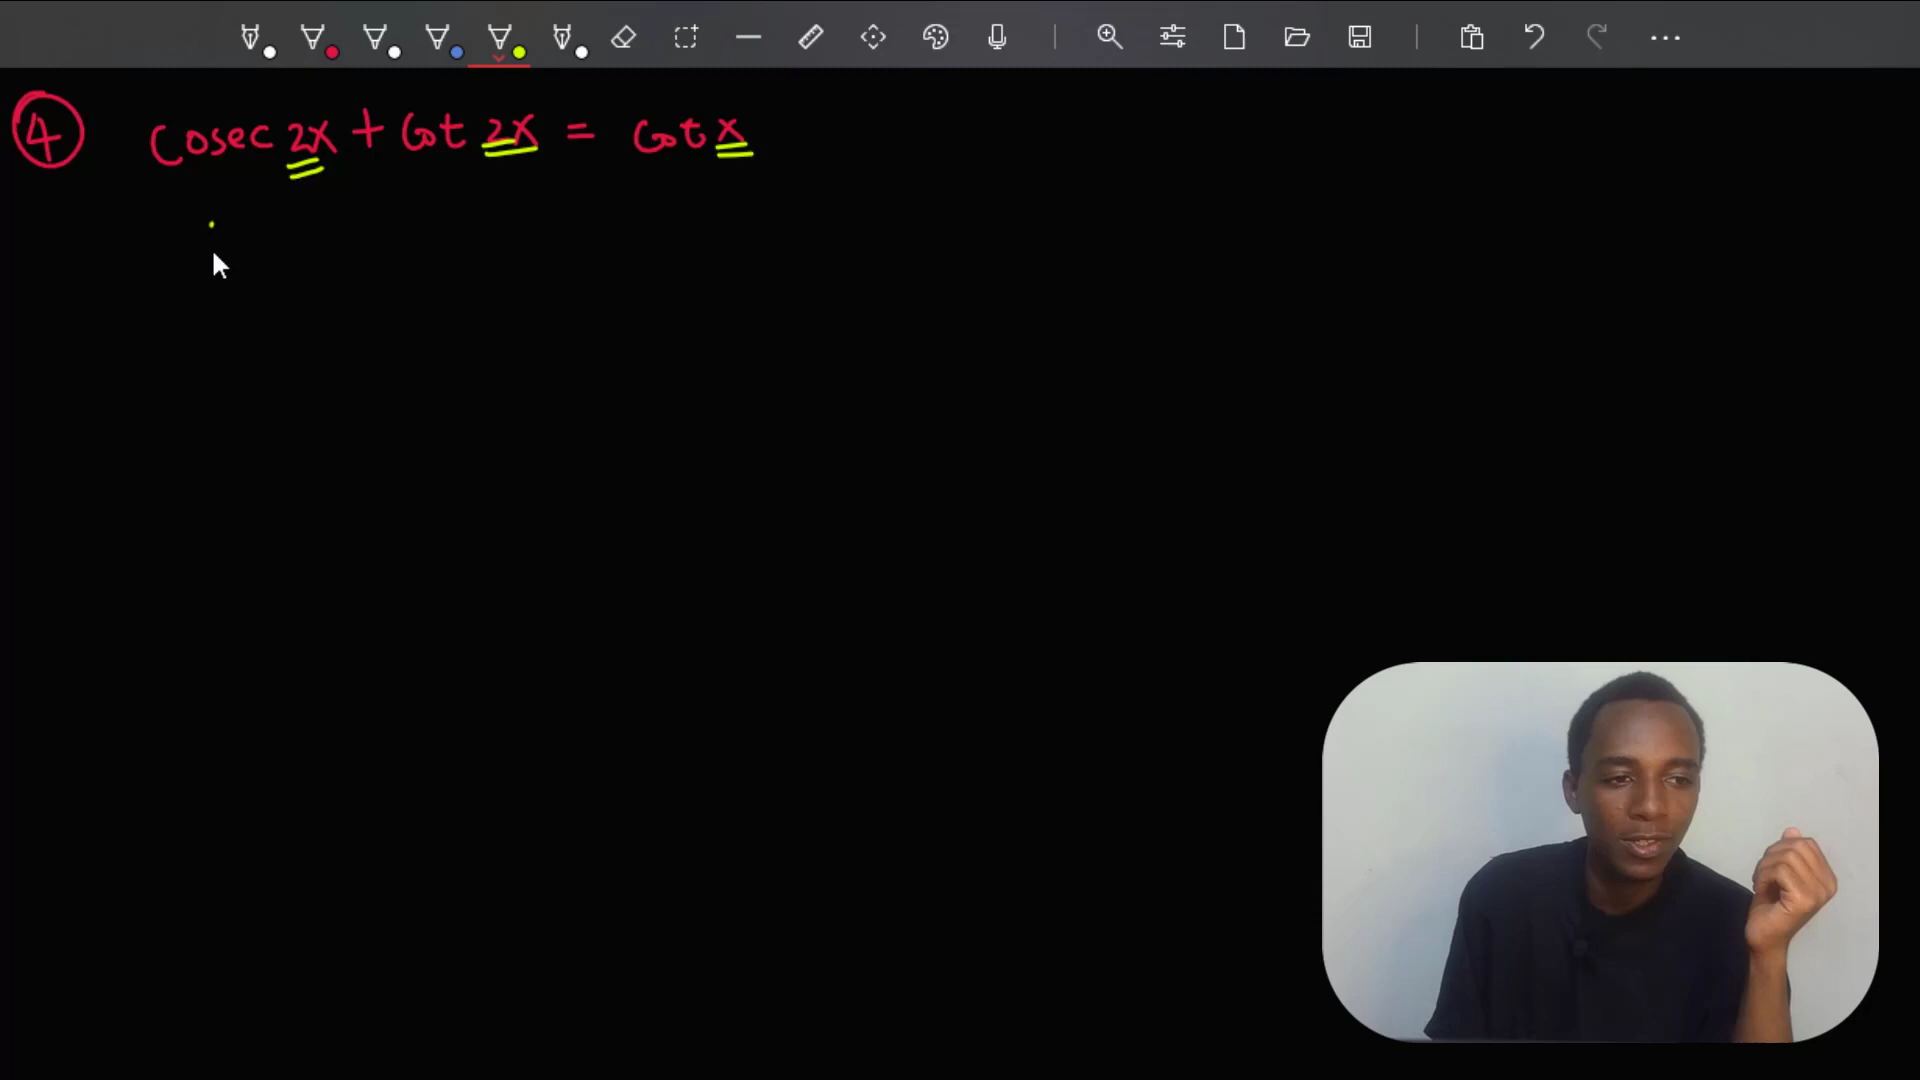 ④ Cosec 2x + Cot 2x = Cot x